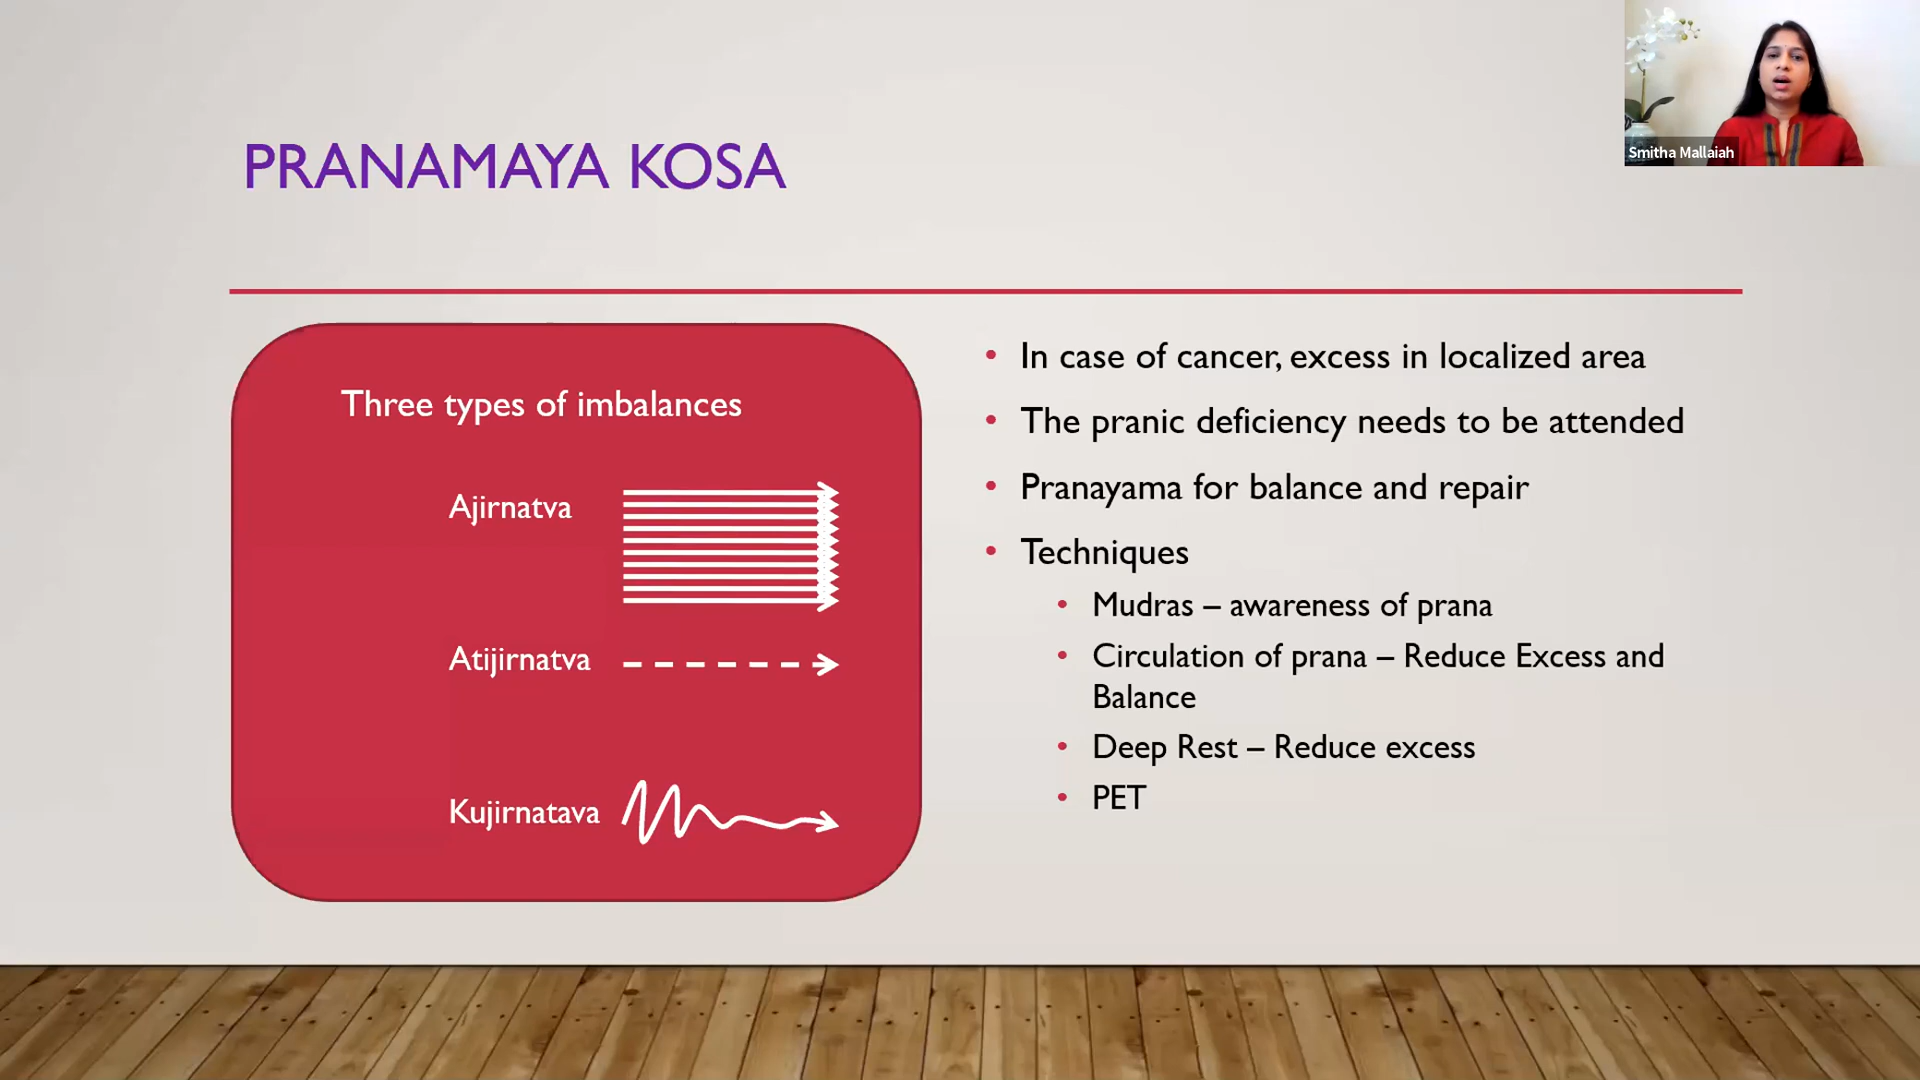 PRANAMAYA KOSA
Smitha Mallaiah
Three types of imbalances
Ajirnatva
Atijirnatva
Kujirnatava
• In case of cancer, excess in localized area
• The pranic deficiency needs to be attended
• Pranayama for balance and repair
• Techniques
• Mudras – awareness of prana
• Circulation of prana – Reduce Excess and
Balance
• Deep Rest – Reduce excess
• PET